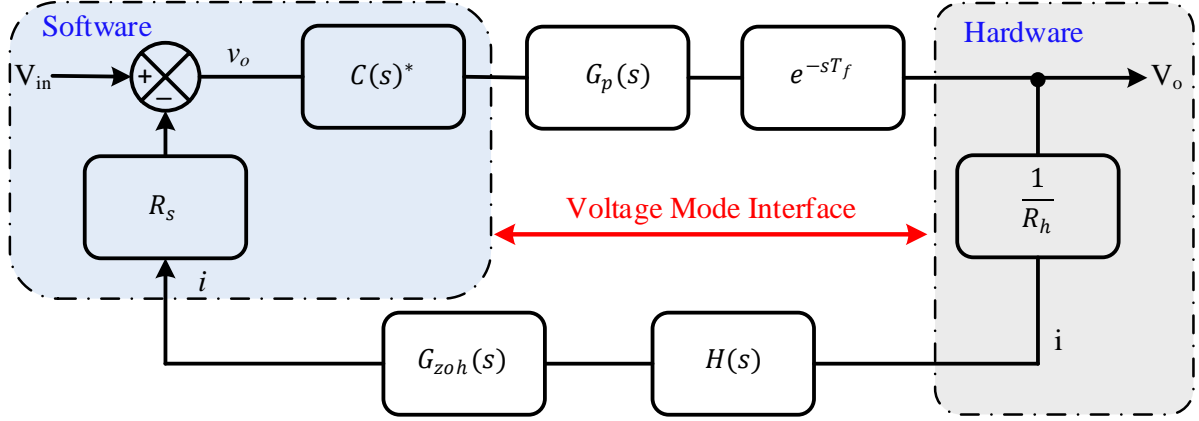 Software
Hardware
V_in
+
−
v_o
C(s)*
G_p(s)
e^{-sT_f}
V_o
R_s
Voltage Mode Interface
1
R_h
i
G_zoh(s)
H(s)
i